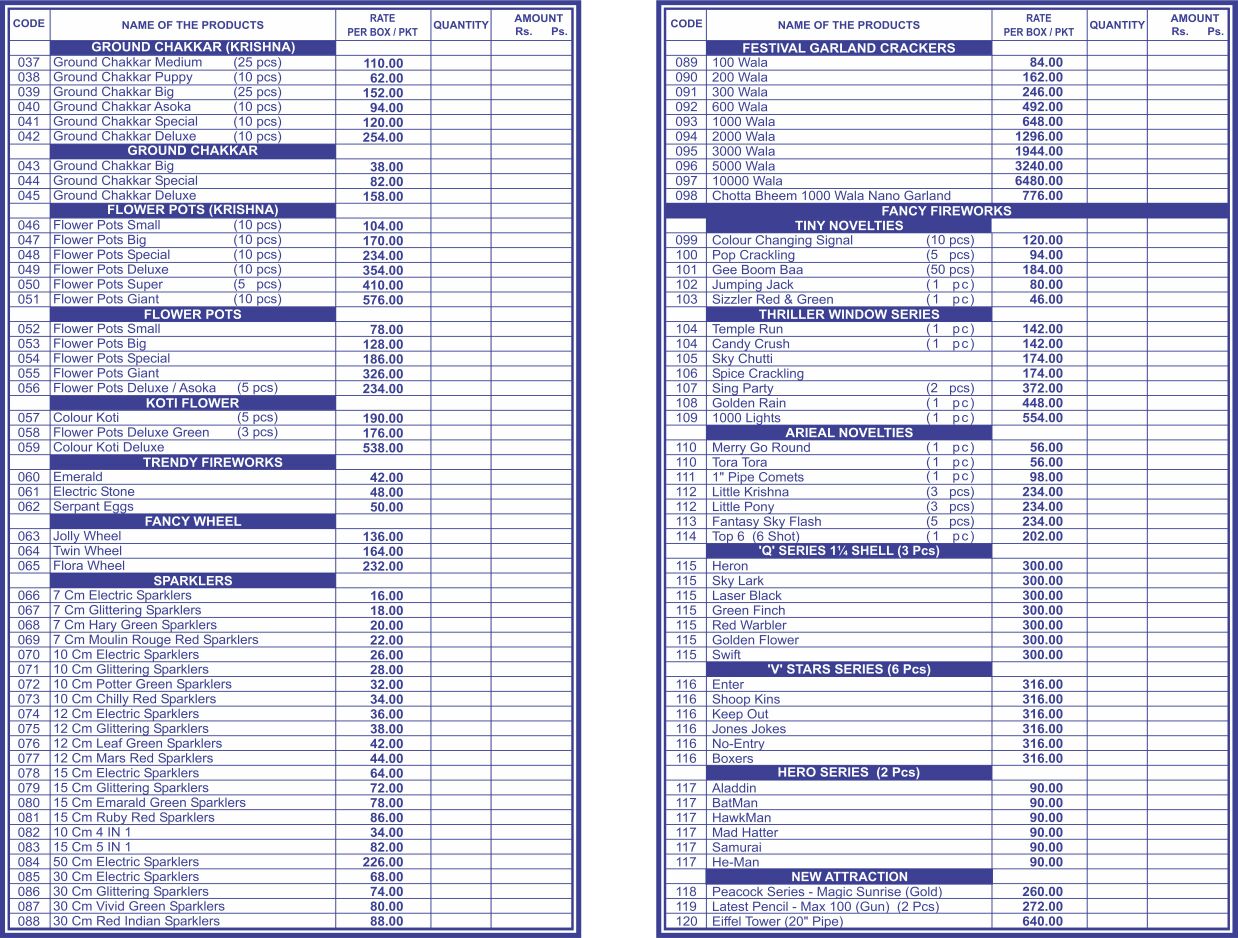 CODE NAME OF THE PRODUCTS RATE PER BOX / PKT QUANTITY AMOUNT Rs. Ps.
GROUND CHAKKAR (KRISHNA)
037 Ground Chakkar Medium (25 pcs) 110.00
038 Ground Chakkar Puppy (10 pcs) 62.00
039 Ground Chakkar Big (25 pcs) 152.00
040 Ground Chakkar Asoka (10 pcs) 94.00
041 Ground Chakkar Special (10 pcs) 120.00
042 Ground Chakkar Deluxe (10 pcs) 254.00
GROUND CHAKKAR
043 Ground Chakkar Big 38.00
044 Ground Chakkar Special 82.00
045 Ground Chakkar Deluxe 158.00
FLOWER POTS (KRISHNA)
046 Flower Pots Small (10 pcs) 104.00
047 Flower Pots Big (10 pcs) 170.00
048 Flower Pots Special (10 pcs) 234.00
049 Flower Pots Deluxe (10 pcs) 354.00
050 Flower Pots Super (5 pcs) 410.00
051 Flower Pots Giant (10 pcs) 576.00
FLOWER POTS
052 Flower Pots Small 78.00
053 Flower Pots Big 128.00
054 Flower Pots Special 186.00
055 Flower Pots Giant 326.00
056 Flower Pots Deluxe / Asoka (5 pcs) 234.00
KOTI FLOWER
057 Colour Koti (5 pcs) 190.00
058 Flower Pots Deluxe Green (3 pcs) 176.00
059 Colour Koti Deluxe 538.00
TRENDY FIREWORKS
060 Emerald 42.00
061 Electric Stone 48.00
062 Serpant Eggs 50.00
FANCY WHEEL
063 Jolly Wheel 136.00
064 Twin Wheel 164.00
065 Flora Wheel 232.00
SPARKLERS
066 7 Cm Electric Sparklers 16.00
067 7 Cm Glittering Sparklers 18.00
068 7 Cm Hary Green Sparklers 20.00
069 7 Cm Moulin Rouge Red Sparklers 22.00
070 10 Cm Electric Sparklers 26.00
071 10 Cm Glittering Sparklers 28.00
072 10 Cm Potter Green Sparklers 32.00
073 10 Cm Chilly Red Sparklers 34.00
074 12 Cm Electric Sparklers 36.00
075 12 Cm Glittering Sparklers 38.00
076 12 Cm Leaf Green Sparklers 42.00
077 12 Cm Mars Red Sparklers 44.00
078 15 Cm Electric Sparklers 64.00
079 15 Cm Glittering Sparklers 72.00
080 15 Cm Emarald Green Sparklers 78.00
081 15 Cm Ruby Red Sparklers 86.00
082 10 Cm 4 IN 1 34.00
083 15 Cm 5 IN 1 82.00
084 50 Cm Electric Sparklers 226.00
085 30 Cm Electric Sparklers 68.00
086 30 Cm Glittering Sparklers 74.00
087 30 Cm Vivid Green Sparklers 80.00
088 30 Cm Red Indian Sparklers 88.00
CODE NAME OF THE PRODUCTS RATE PER BOX / PKT QUANTITY AMOUNT Rs. Ps.
FESTIVAL GARLAND CRACKERS
089 100 Wala 84.00
090 200 Wala 162.00
091 300 Wala 246.00
092 600 Wala 492.00
093 1000 Wala 648.00
094 2000 Wala 1296.00
095 3000 Wala 1944.00
096 5000 Wala 3240.00
097 10000 Wala 6480.00
098 Chotta Bheem 1000 Wala Nano Garland 776.00
FANCY FIREWORKS
TINY NOVELTIES
099 Colour Changing Signal (10 pcs) 120.00
100 Pop Crackling (5 pcs) 94.00
101 Gee Boom Baa (50 pcs) 184.00
102 Jumping Jack (1 pc) 80.00
103 Sizzler Red & Green (1 pc) 46.00
THRILLER WINDOW SERIES
104 Temple Run (1 pc) 142.00
104 Candy Crush (1 pc) 142.00
105 Sky Chutti 174.00
106 Spice Crackling 174.00
107 Sing Party (2 pcs) 372.00
108 Golden Rain (1 pc) 448.00
109 1000 Lights (1 pc) 554.00
ARIEAL NOVELTIES
110 Merry Go Round (1 pc) 56.00
110 Tora Tora (1 pc) 56.00
111 1" Pipe Comets (1 pc) 98.00
112 Little Krishna (3 pcs) 234.00
112 Little Pony (3 pcs) 234.00
113 Fantasy Sky Flash (5 pcs) 234.00
114 Top 6 (6 Shot) (1 pc) 202.00
'Q' SERIES 1¼ SHELL (3 Pcs)
115 Heron 300.00
115 Sky Lark 300.00
115 Laser Black 300.00
115 Green Finch 300.00
115 Red Warbler 300.00
115 Golden Flower 300.00
115 Swift 300.00
'V' STARS SERIES (6 Pcs)
116 Enter 316.00
116 Shoop Kins 316.00
116 Keep Out 316.00
116 Jones Jokes 316.00
116 No-Entry 316.00
116 Boxers 316.00
HERO SERIES (2 Pcs)
117 Aladdin 90.00
117 BatMan 90.00
117 HawkMan 90.00
117 Mad Hatter 90.00
117 Samurai 90.00
117 He-Man 90.00
NEW ATTRACTION
118 Peacock Series - Magic Sunrise (Gold) 260.00
119 Latest Pencil - Max 100 (Gun) (2 Pcs) 272.00
120 Eiffel Tower (20" Pipe) 640.00